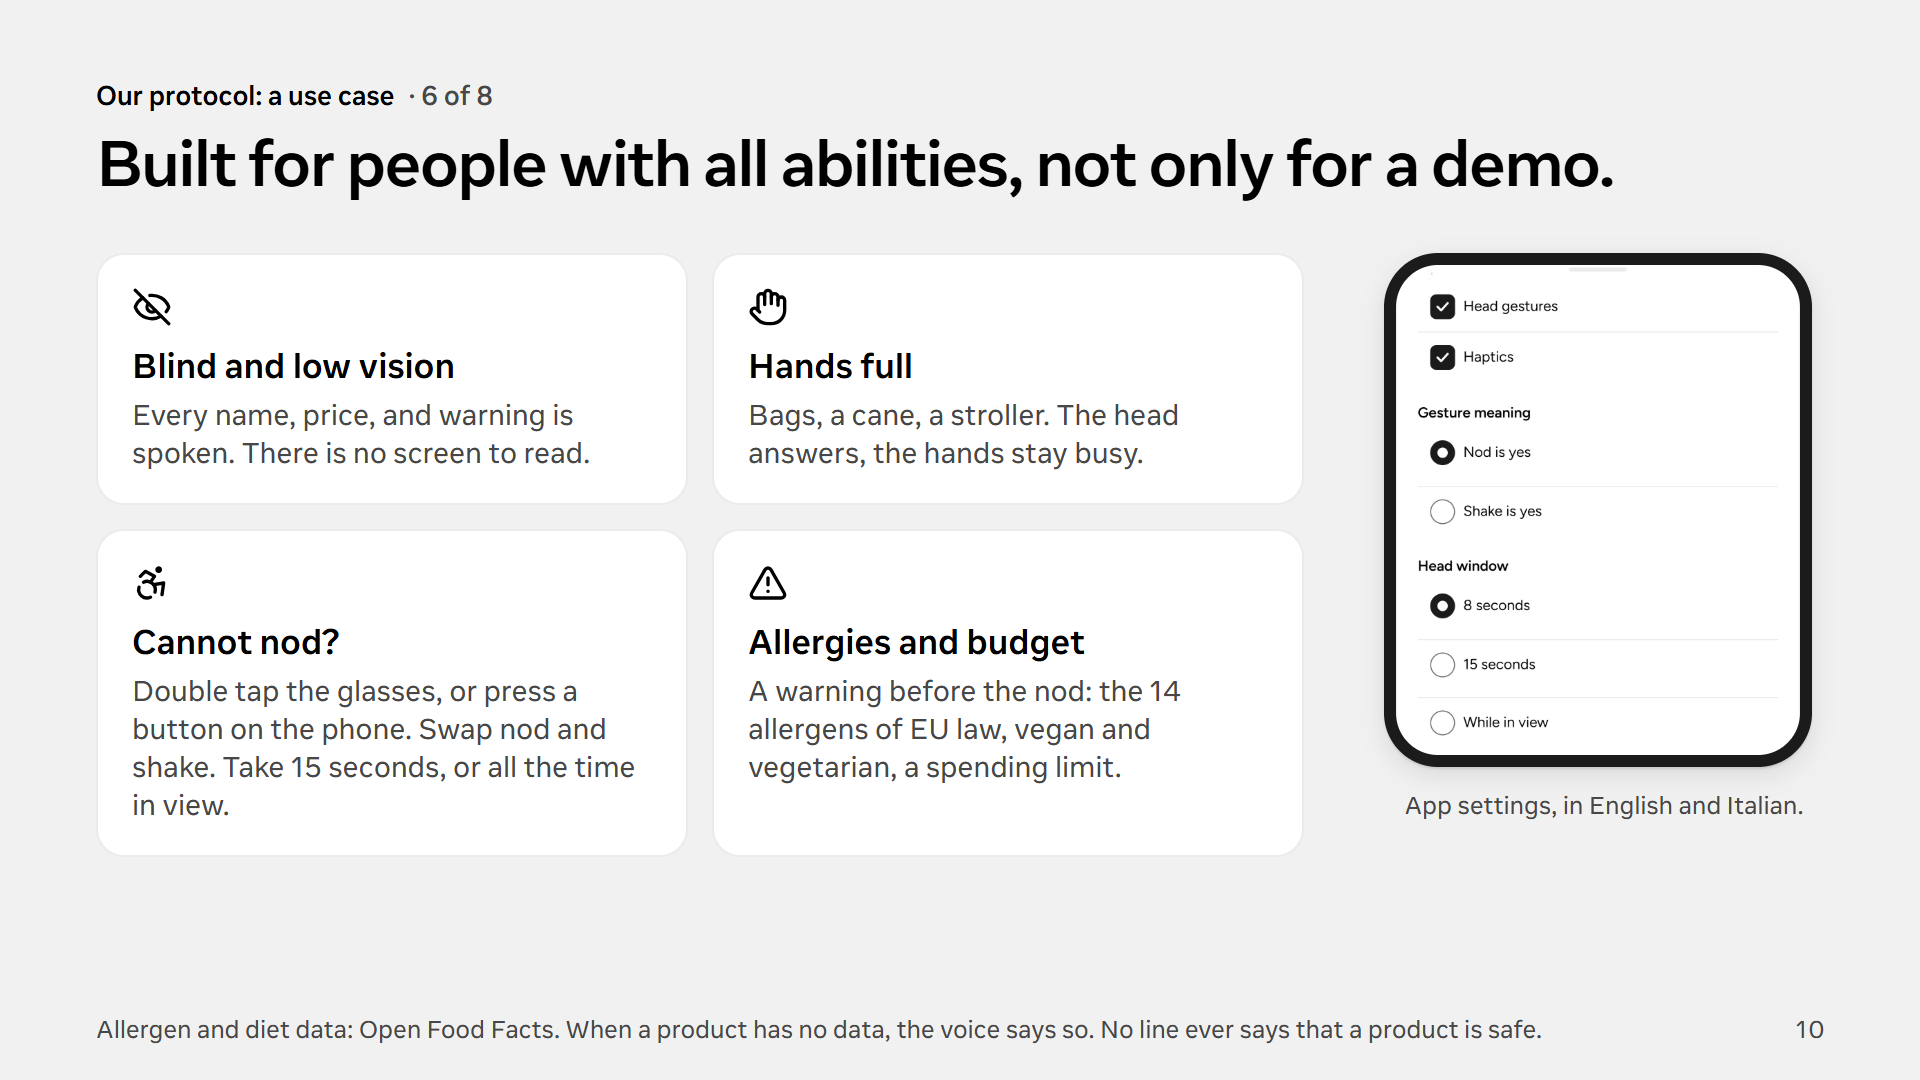 Our protocol: a use case · 6 of 8
Built for people with all abilities, not only for a demo.
Blind and low vision
Every name, price, and warning is
spoken. There is no screen to read.
Hands full
Bags, a cane, a stroller. The head
answers, the hands stay busy.
Cannot nod?
Double tap the glasses, or press a
button on the phone. Swap nod and
shake. Take 15 seconds, or all the time
in view.
Allergies and budget
A warning before the nod: the 14
allergens of EU law, vegan and
vegetarian, a spending limit.
Head gestures
Haptics
Gesture meaning
Nod is yes
Shake is yes
Head window
8 seconds
15 seconds
While in view
App settings, in English and Italian.
Allergen and diet data: Open Food Facts. When a product has no data, the voice says so. No line ever says that a product is safe.
10